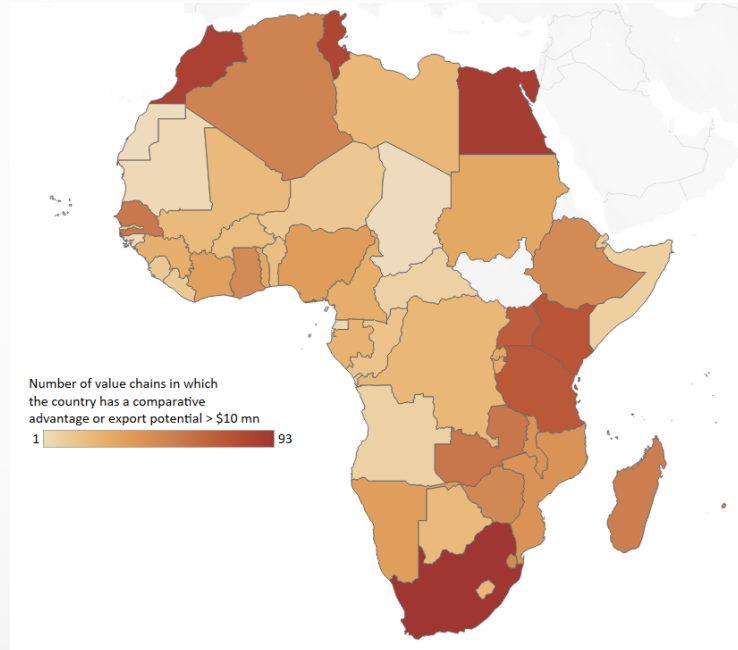 Number of value chains in which
the country has a comparative
advantage or export potential > $10 mn
1 93